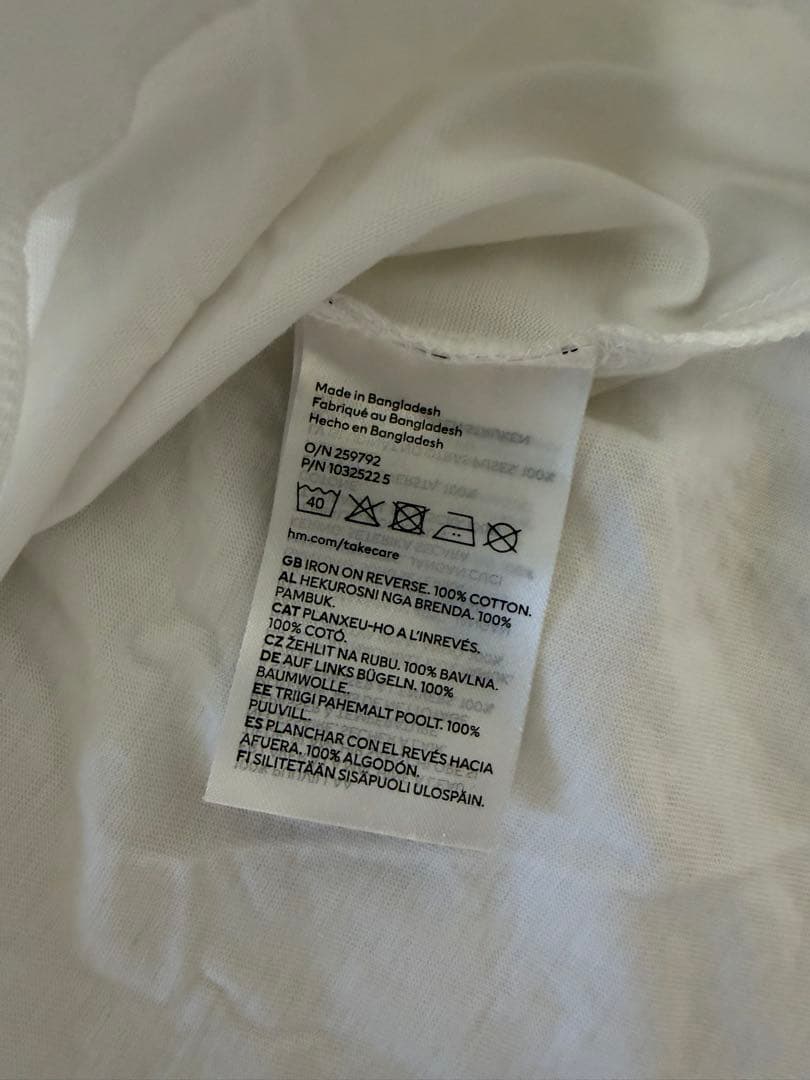 Made in Bangladesh
Fabriqué au Bangladesh
Hecho en Bangladesh
O/N 259792
P/N 1032522 5
40
hm.com/takecare
GB IRON ON REVERSE. 100% COTTON.
AL HEKUROSNI NGA BRENDA. 100%
PAMBUK.
CAT PLANXEU-HO A L'INREVÉS.
100% COTÓ.
CZ ŽEHLIT NA RUBU. 100% BAVLNA.
DE AUF LINKS BÜGELN. 100%
BAUMWOLLE.
EE TRIIGI PAHEMALT POOLT. 100%
PUUVILL.
ES PLANCHAR CON EL REVÉS HACIA
AFUERA. 100% ALGODÓN.
FI SILITETÄÄN SISÄPUOLI ULOSPÄIN.